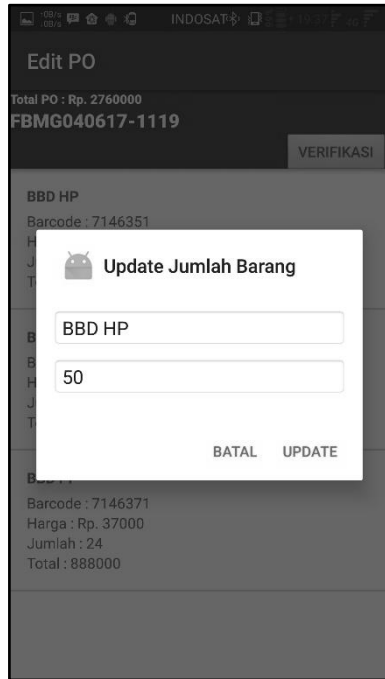 INDOSAT
Edit PO
Total PO : Rp. 2760000
FBMG040617-1119
VERIFIKASI
BBD HP
Barcode : 7146351
H
J
T
Update Jumlah Barang
BBD HP
50
BATAL UPDATE
B
B
H
J
T
Barcode : 7146371
Harga : Rp. 37000
Jumlah : 24
Total : 888000